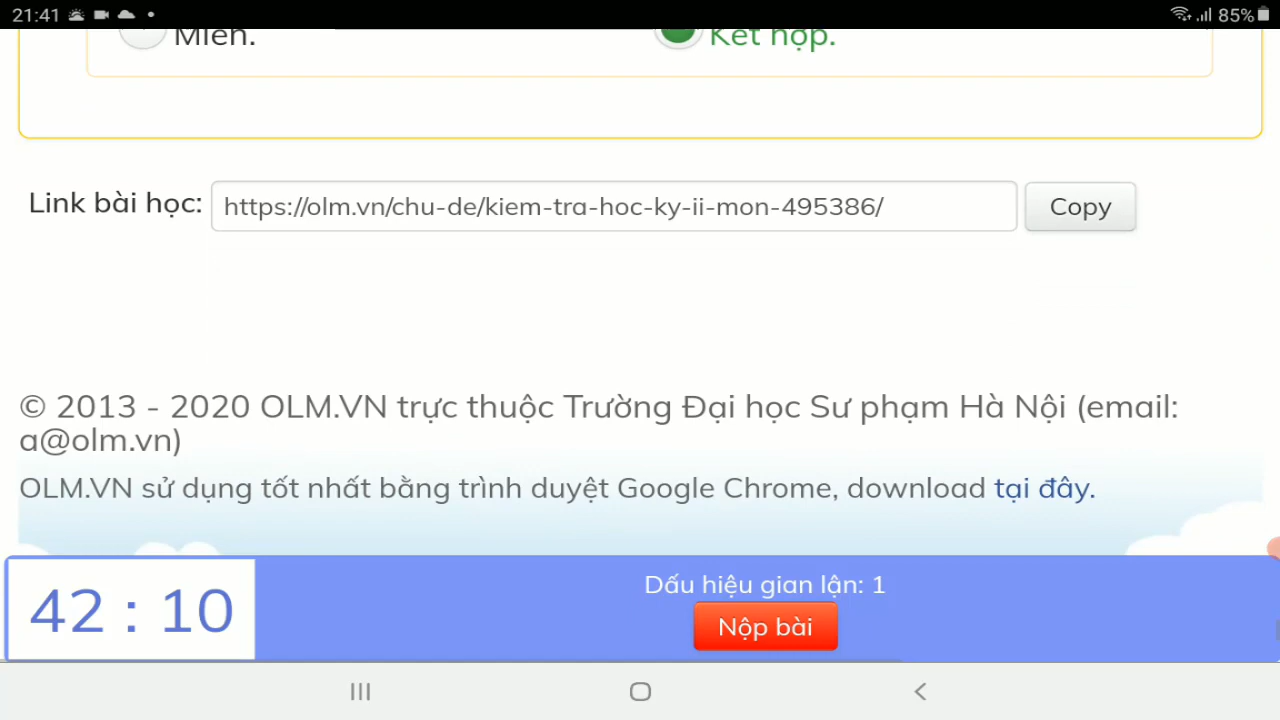 21:41
85%
Miền.
Kết hợp.
Link bài học: https://olm.vn/chu-de/kiem-tra-hoc-ky-ii-mon-495386/ Copy
© 2013 - 2020 OLM.VN trực thuộc Trường Đại học Sư phạm Hà Nội (email:
a@olm.vn)
OLM.VN sử dụng tốt nhất bằng trình duyệt Google Chrome, download tại đây.
42 : 10
Dấu hiệu gian lận: 1
Nộp bài